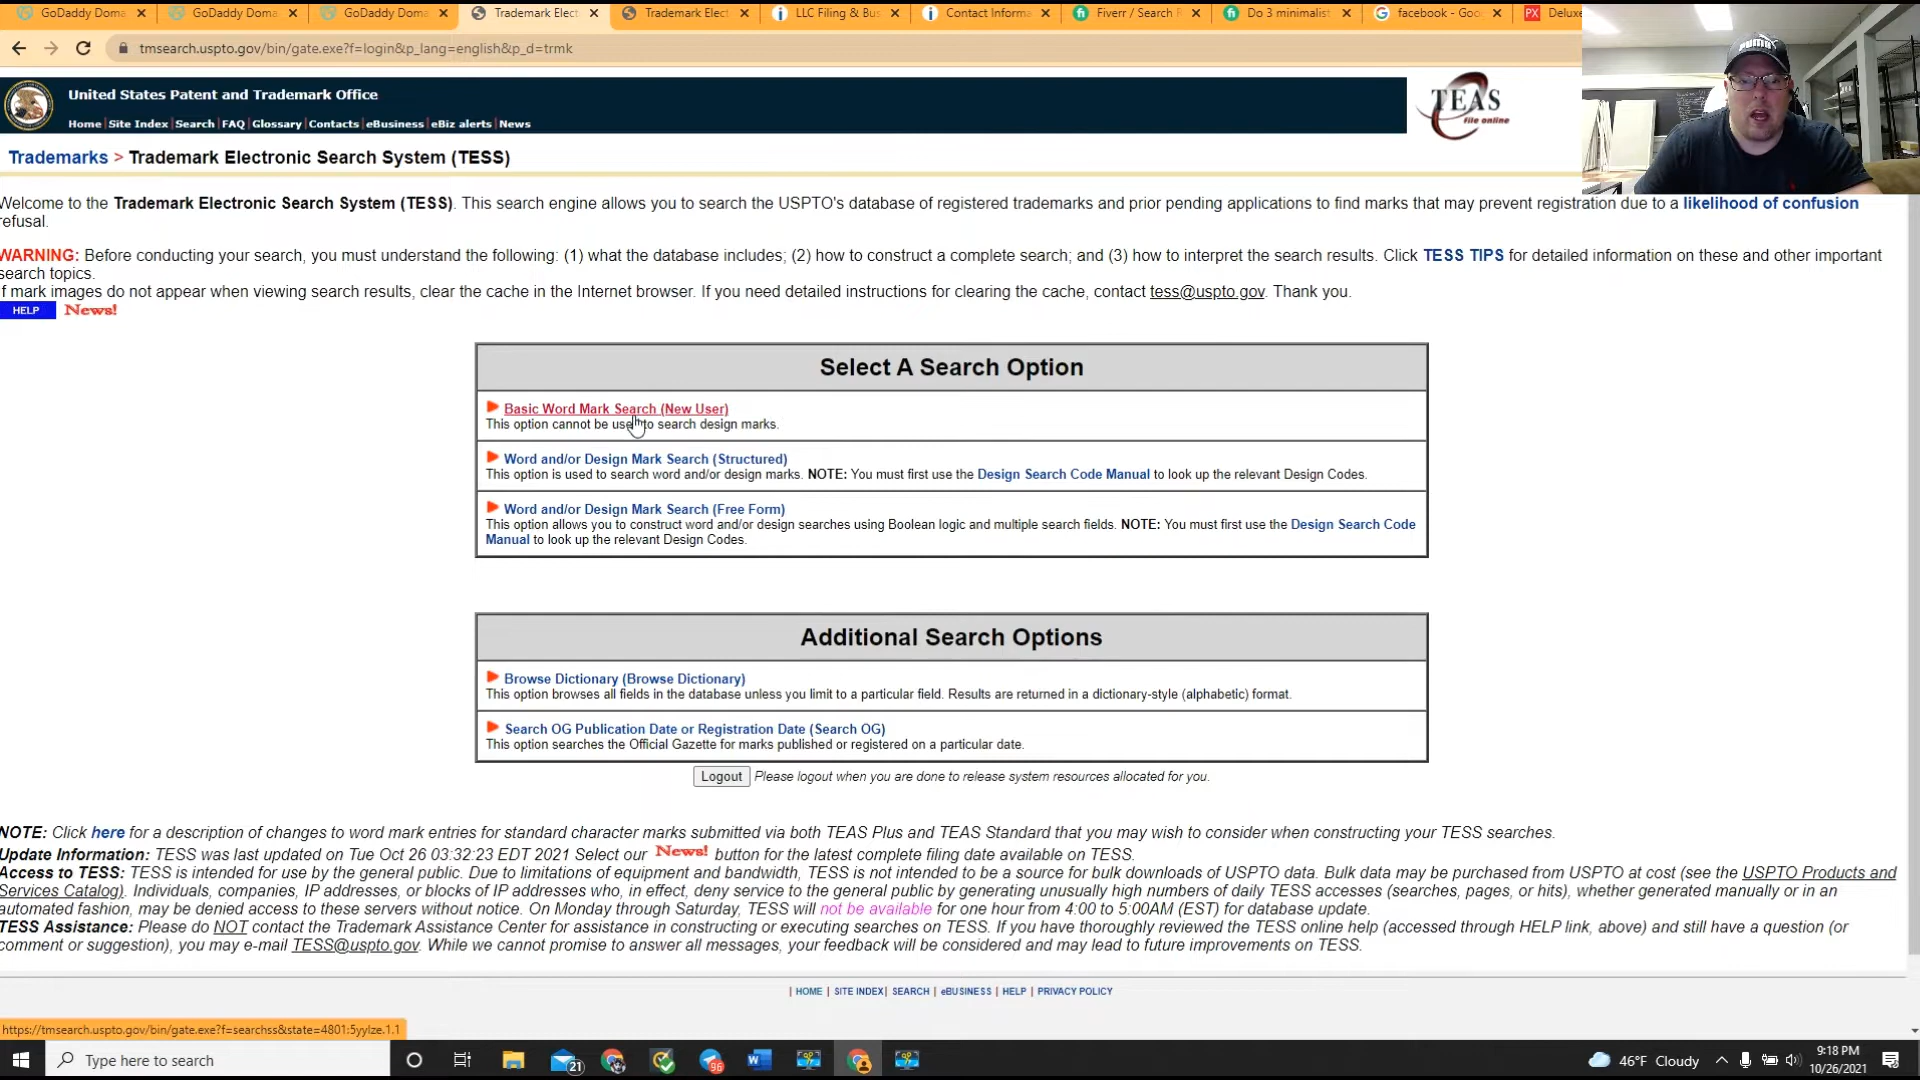 GoDaddy Doma
GoDaddy Doma
GoDaddy Doma
Trademark Elect
Trademark Elect
LLC Filing & Bus
Contact Informa
Fiverr / Search R
Do 3 minimalist
facebook - Goo
PX Deluxe
tmsearch.uspto.gov/bin/gate.exe?f=login&p_lang=english&p_d=trmk
United States Patent and Trademark Office
Home | Site Index | Search | FAQ | Glossary | Contacts | eBusiness | eBiz alerts | News
TEAS
file online
PUMA
Trademarks > Trademark Electronic Search System (TESS)
Welcome to the Trademark Electronic Search System (TESS). This search engine allows you to search the USPTO's database of registered trademarks and prior pending applications to find marks that may prevent registration due to a likelihood of confusion
refusal.
WARNING: Before conducting your search, you must understand the following: (1) what the database includes; (2) how to construct a complete search; and (3) how to interpret the search results. Click TESS TIPS for detailed information on these and other important
search topics.
If mark images do not appear when viewing search results, clear the cache in the Internet browser. If you need detailed instructions for clearing the cache, contact tess@uspto.gov. Thank you.
HELP News!
Select A Search Option
Basic Word Mark Search (New User)
This option cannot be used to search design marks.
Word and/or Design Mark Search (Structured)
This option is used to search word and/or design marks. NOTE: You must first use the Design Search Code Manual to look up the relevant Design Codes.
Word and/or Design Mark Search (Free Form)
This option allows you to construct word and/or design searches using Boolean logic and multiple search fields. NOTE: You must first use the Design Search Code
Manual to look up the relevant Design Codes.
Additional Search Options
Browse Dictionary (Browse Dictionary)
This option browses all fields in the database unless you limit to a particular field. Results are returned in a dictionary-style (alphabetic) format.
Search OG Publication Date or Registration Date (Search OG)
This option searches the Official Gazette for marks published or registered on a particular date.
Logout Please logout when you are done to release system resources allocated for you.
NOTE: Click here for a description of changes to word mark entries for standard character marks submitted via both TEAS Plus and TEAS Standard that you may wish to consider when constructing your TESS searches.
Update Information: TESS was last updated on Tue Oct 26 03:32:23 EDT 2021 Select our News! button for the latest complete filing date available on TESS.
Access to TESS: TESS is intended for use by the general public. Due to limitations of equipment and bandwidth, TESS is not intended to be a source for bulk downloads of USPTO data. Bulk data may be purchased from USPTO at cost (see the USPTO Products and
Services Catalog). Individuals, companies, IP addresses, or blocks of IP addresses who, in effect, deny service to the general public by generating unusually high numbers of daily TESS accesses (searches, pages, or hits), whether generated manually or in an
automated fashion, may be denied access to these servers without notice. On Monday through Saturday, TESS will not be available for one hour from 4:00 to 5:00AM (EST) for database update.
TESS Assistance: Please do NOT contact the Trademark Assistance Center for assistance in constructing or executing searches on TESS. If you have thoroughly reviewed the TESS online help (accessed through HELP link, above) and still have a question (or
comment or suggestion), you may e-mail TESS@uspto.gov. While we cannot promise to answer all messages, your feedback will be considered and may lead to future improvements on TESS.
| HOME | SITE INDEX | SEARCH | eBUSINESS | HELP | PRIVACY POLICY
https://tmsearch.uspto.gov/bin/gate.exe?f=searchss&state=4801:5yylze.1.1
Type here to search
21
96
46°F Cloudy
9:18 PM
10/26/2021